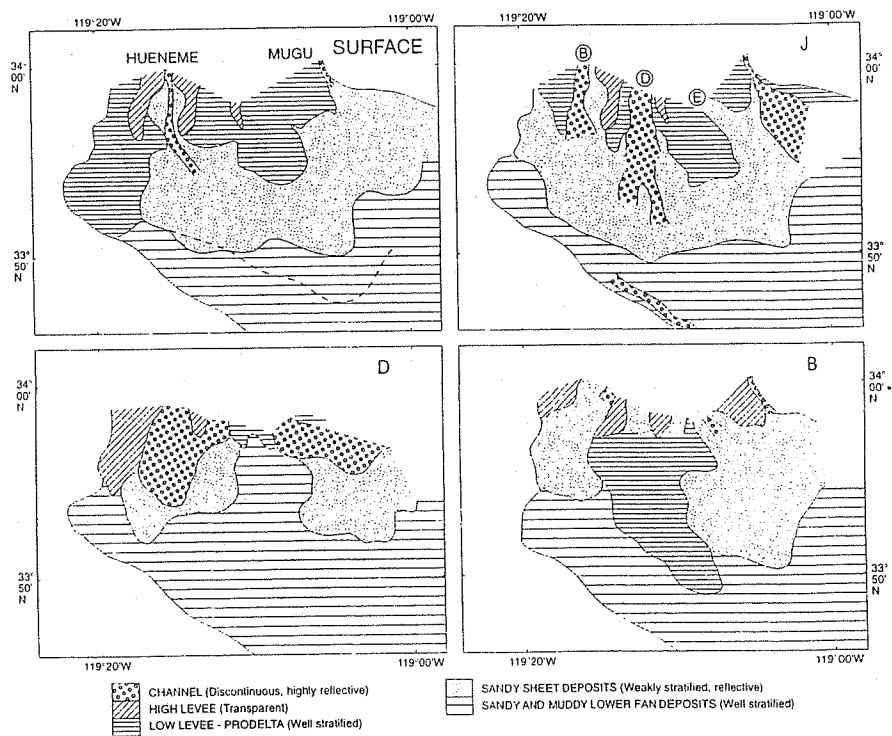 119°20'W
119°00'W
34°
00'
N
HUENEME
MUGU
SURFACE
33°
50'
N
119°20'W
119°00'W
J
B
D
E
34°
00'
N
33°
50'
N
D
34°
00'
N
33°
50'
N
119°20'W
119°00'W
B
34°
00'
N
33°
50'
N
119°20'W
119°00'W
CHANNEL (Discontinuous, highly reflective)
HIGH LEVEE (Transparent)
LOW LEVEE - PRODELTA (Well stratified)
SANDY SHEET DEPOSITS (Weakly stratified, reflective)
SANDY AND MUDDY LOWER FAN DEPOSITS (Well stratified)